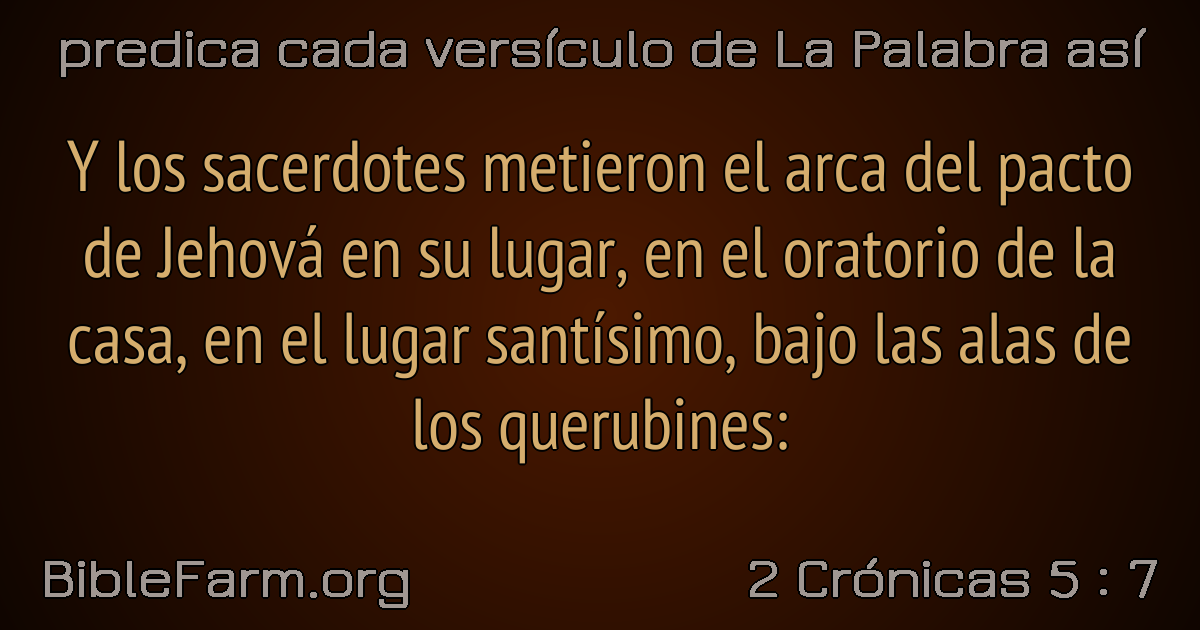 predica cada versículo de La Palabra así
Y los sacerdotes metieron el arca del pacto
de Jehová en su lugar, en el oratorio de la
casa, en el lugar santísimo, bajo las alas de
los querubines:
BibleFarm.org
2 Crónicas 5 : 7